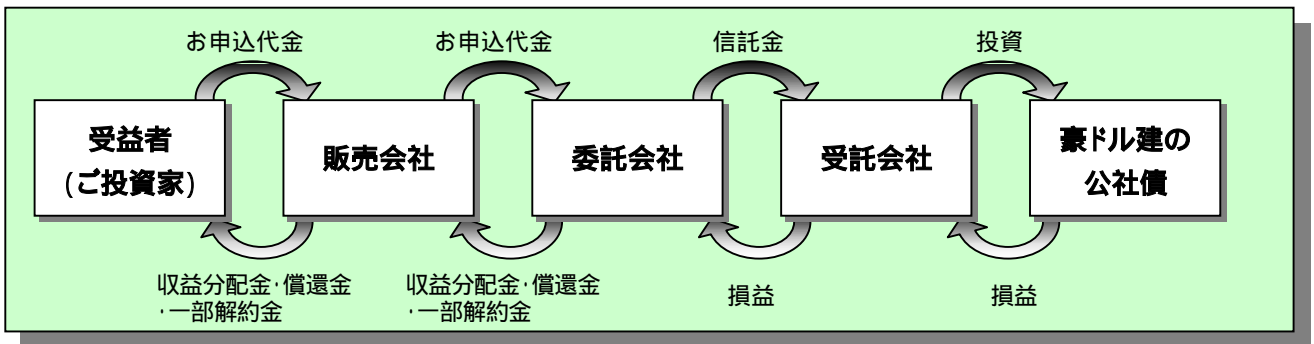 お申込代金
お申込代金
信託金
投資
受益者
(ご投資家)
販売会社
委託会社
受託会社
豪ドル建の
公社債
収益分配金・償還金
・一部解約金
収益分配金・償還金
・一部解約金
損益
損益